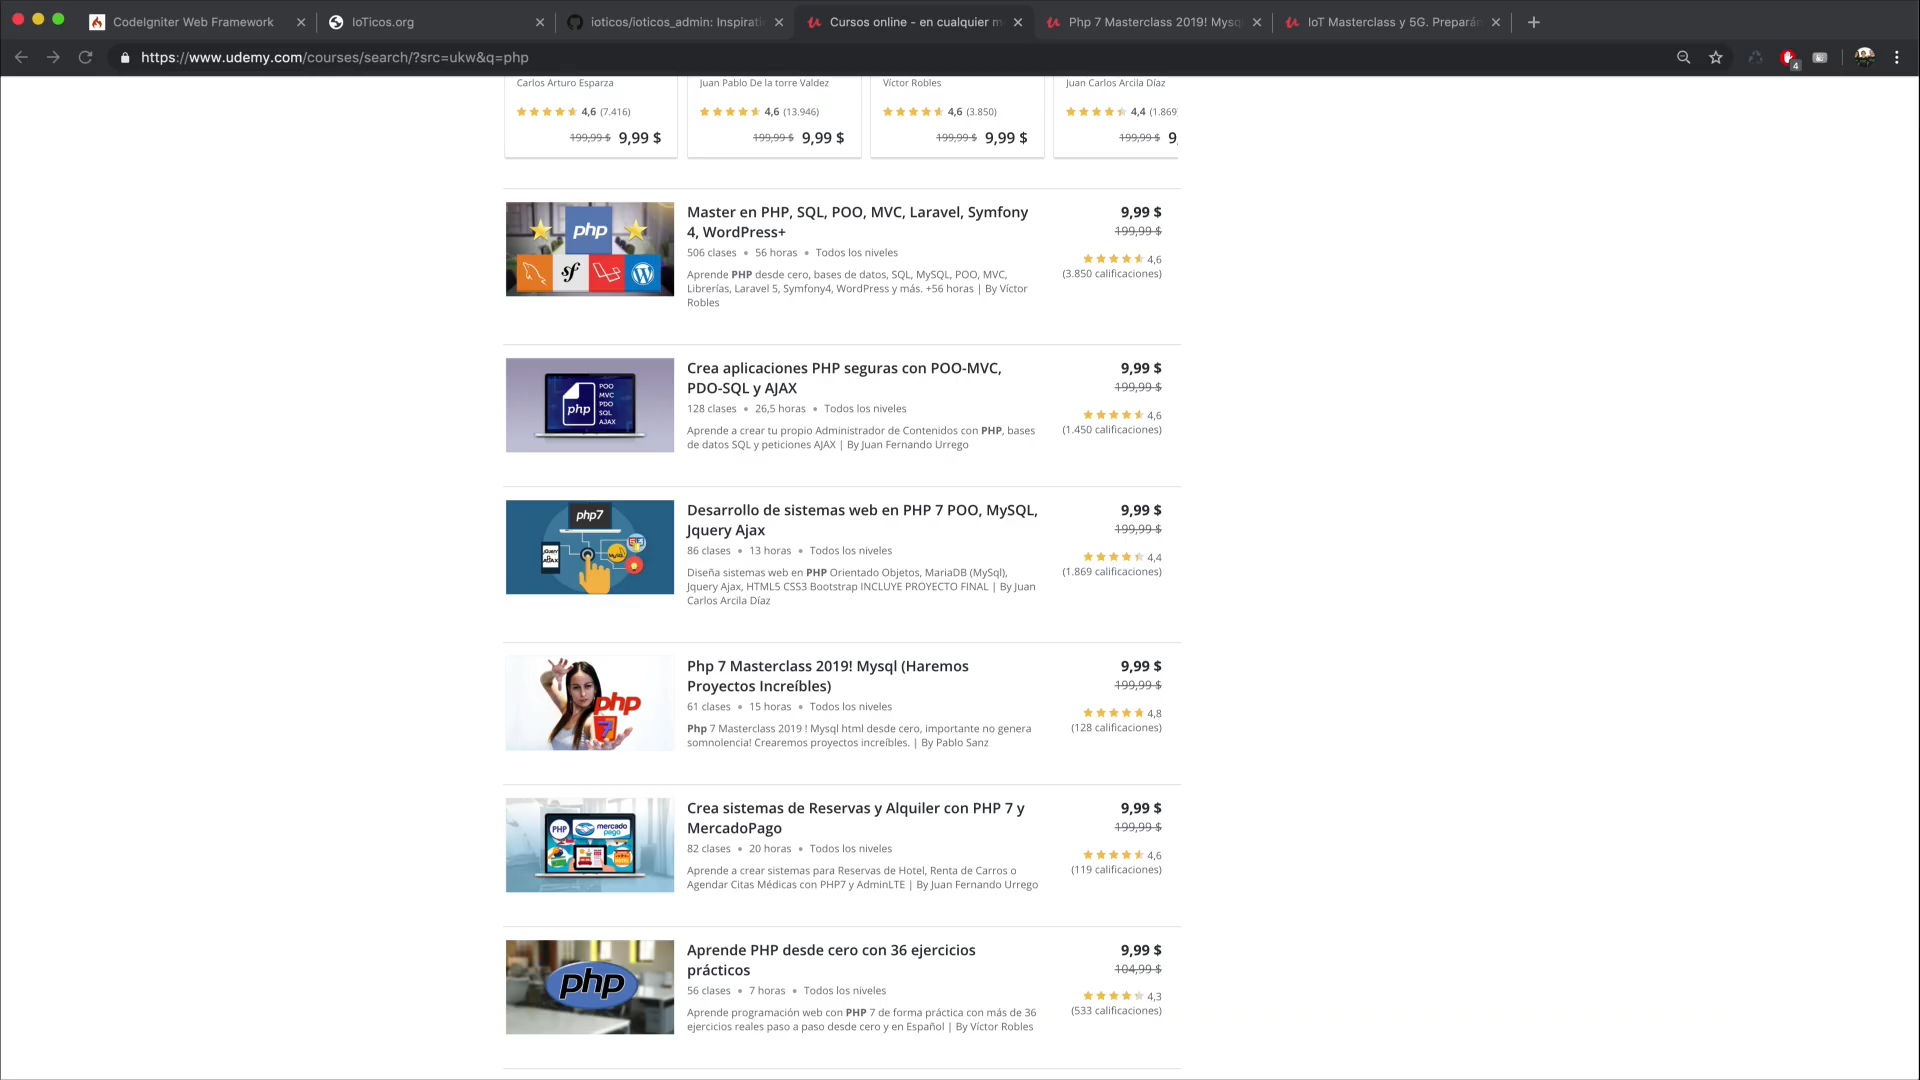 CodeIgniter Web Framework
IoTicos.org
ioticos/ioticos_admin: Inspirati
Cursos online - en cualquier m
Php 7 Masterclass 2019! Mysq
IoT Masterclass y 5G. Preparán
https://www.udemy.com/courses/search/?src=ukw&q=php
4
Carlos Arturo Esparza
Juan Pablo De la torre Valdez
Víctor Robles
Juan Carlos Arcila Díaz
4,6 (7.416)
4,6 (13.946)
4,6 (3.850)
4,4 (1.869
199,99 $ 9,99 $
199,99 $ 9,99 $
199,99 $ 9,99 $
199,99 $ 9,
php
sf
Master en PHP, SQL, POO, MVC, Laravel, Symfony
4, WordPress+
506 clases • 56 horas • Todos los niveles
Aprende PHP desde cero, bases de datos, SQL, MySQL, POO, MVC,
Librerías, Laravel 5, Symfony4, WordPress y más. +56 horas | By Víctor
Robles
9,99 $
199,99 $
4,6
(3.850 calificaciones)
php
POO
MVC
PDO
SQL
AJAX
Crea aplicaciones PHP seguras con POO-MVC,
PDO-SQL y AJAX
128 clases • 26,5 horas • Todos los niveles
Aprende a crear tu propio Administrador de Contenidos con PHP, bases
de datos SQL y peticiones AJAX | By Juan Fernando Urrego
9,99 $
199,99 $
4,6
(1.450 calificaciones)
php7
MySQL
Desarrollo de sistemas web en PHP 7 POO, MySQL,
Jquery Ajax
86 clases • 13 horas • Todos los niveles
Diseña sistemas web en PHP Orientado Objetos, MariaDB (MySql),
Jquery Ajax, HTML5 CSS3 Bootstrap INCLUYE PROYECTO FINAL | By Juan
Carlos Arcila Díaz
9,99 $
199,99 $
4,4
(1.869 calificaciones)
php
7
Php 7 Masterclass 2019! Mysql (Haremos
Proyectos Increíbles)
61 clases • 15 horas • Todos los niveles
Php 7 Masterclass 2019 ! Mysql html desde cero, importante no genera
somnolencia! Crearemos proyectos increíbles. | By Pablo Sanz
9,99 $
199,99 $
4,8
(128 calificaciones)
PHP
mercado
pago
Crea sistemas de Reservas y Alquiler con PHP 7 y
MercadoPago
82 clases • 20 horas • Todos los niveles
Aprende a crear sistemas para Reservas de Hotel, Renta de Carros o
Agendar Citas Médicas con PHP7 y AdminLTE | By Juan Fernando Urrego
9,99 $
199,99 $
4,6
(119 calificaciones)
php
Aprende PHP desde cero con 36 ejercicios
prácticos
56 clases • 7 horas • Todos los niveles
Aprende programación web con PHP 7 de forma práctica con más de 36
ejercicios reales paso a paso desde cero y en Español | By Víctor Robles
9,99 $
104,99 $
4,3
(533 calificaciones)